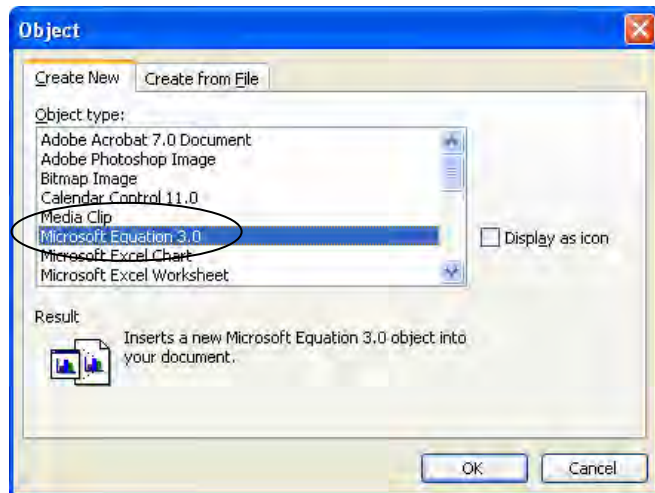 Object
Create New Create from File
Object type:
Adobe Acrobat 7.0 Document
Adobe Photoshop Image
Bitmap Image
Calendar Control 11.0
Media Clip
Microsoft Equation 3.0
Microsoft Excel Chart
Microsoft Excel Worksheet
Display as icon
Result
Inserts a new Microsoft Equation 3.0 object into
your document.
OK Cancel